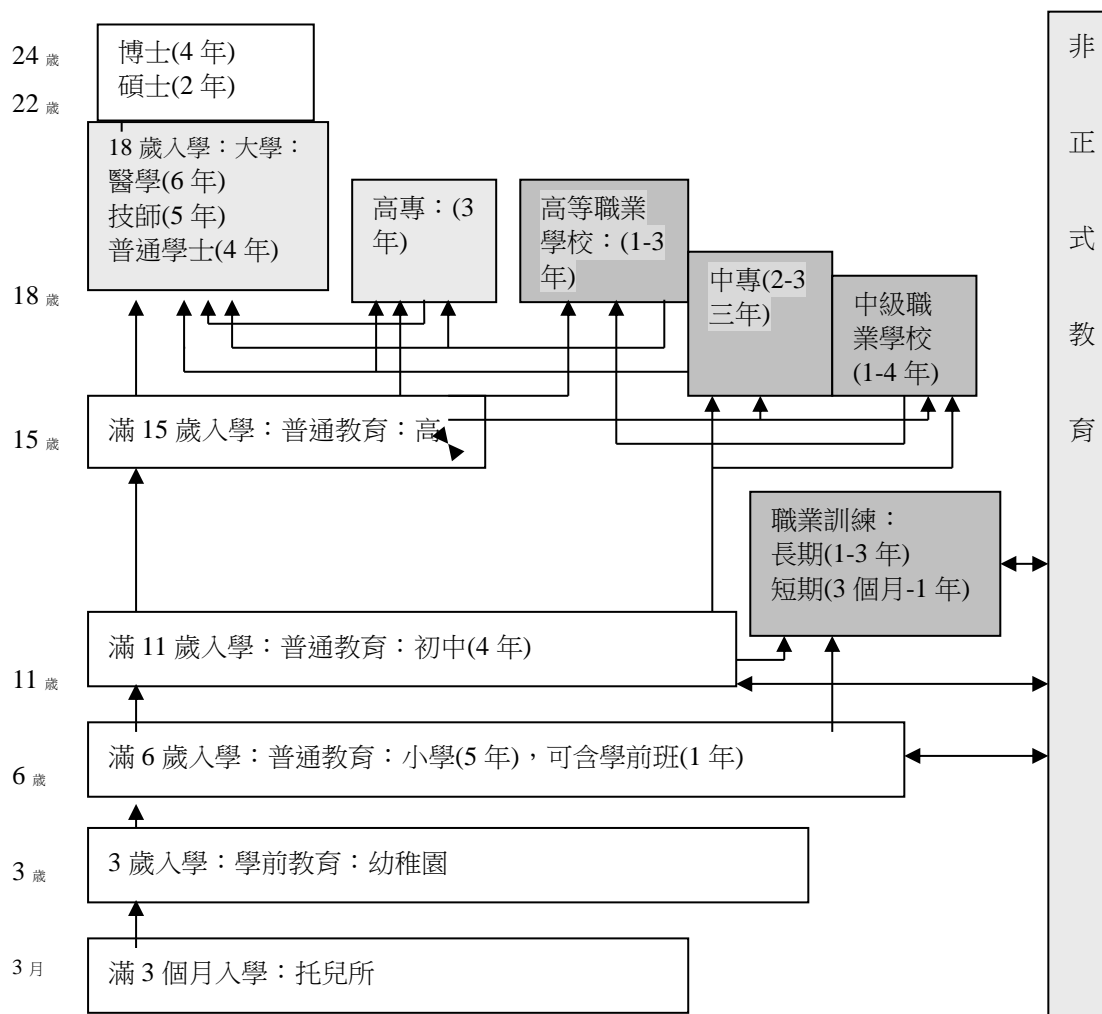 24 歲
22 歲
18 歲
15 歲
11 歲
6 歲
3 歲
3 月
博士(4 年)
碩士(2 年)
18 歲入學：大學：
醫學(6 年)
技師(5 年)
普通學士(4 年)
高專：(3
年)
高等職業
學校：(1-3
年)
中專(2-3
三年)
中級職
業學校
(1-4 年)
滿 15 歲入學：普通教育：高
職業訓練：
長期(1-3 年)
短期(3 個月-1 年)
滿 11 歲入學：普通教育：初中(4 年)
滿 6 歲入學：普通教育：小學(5 年)，可含學前班(1 年)
3 歲入學：學前教育：幼稚園
滿 3 個月入學：托兒所
非
正
式
教
育